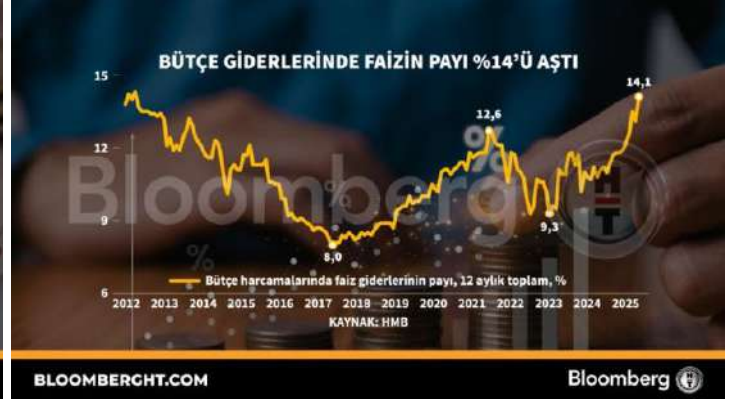 BÜTÇE GİDERLERİNDE FAİZİN PAYI %14'Ü AŞTI
15
14,1
12,6
12
9
9,3
8,0
Bütçe harcamalarında faiz giderlerinin payı, 12 aylık toplam, %
6
2012 2013 2014 2015 2016 2017 2018 2019 2020 2021 2022 2023 2024 2025
KAYNAK: HMB
Bloomberg HT
BLOOMBERGHT.COM
Bloomberg HT